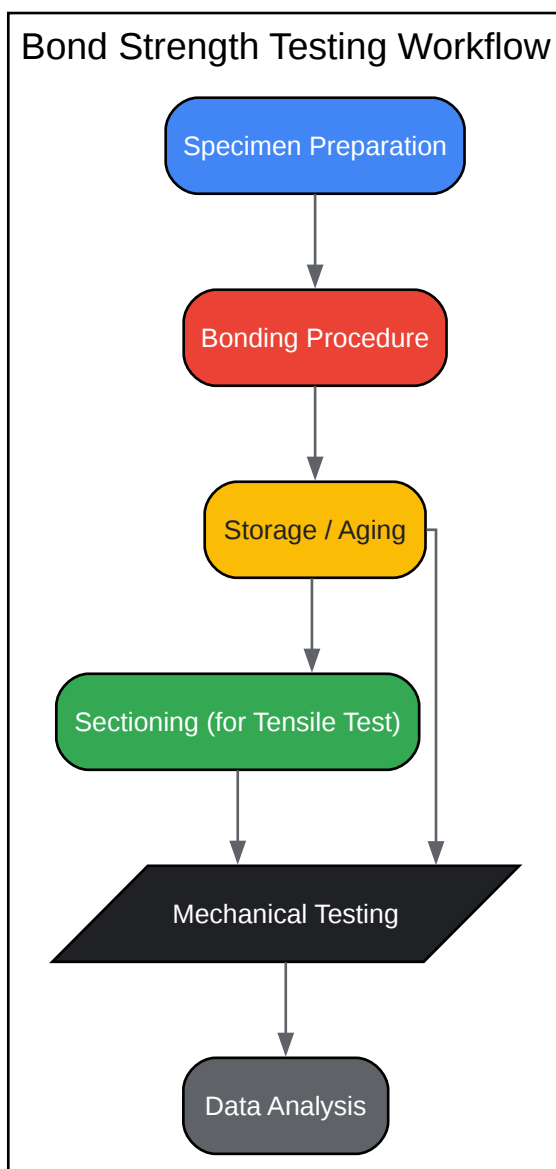 Bond Strength Testing Workflow
Specimen Preparation
Bonding Procedure
Storage / Aging
Sectioning (for Tensile Test)
Mechanical Testing
Data Analysis